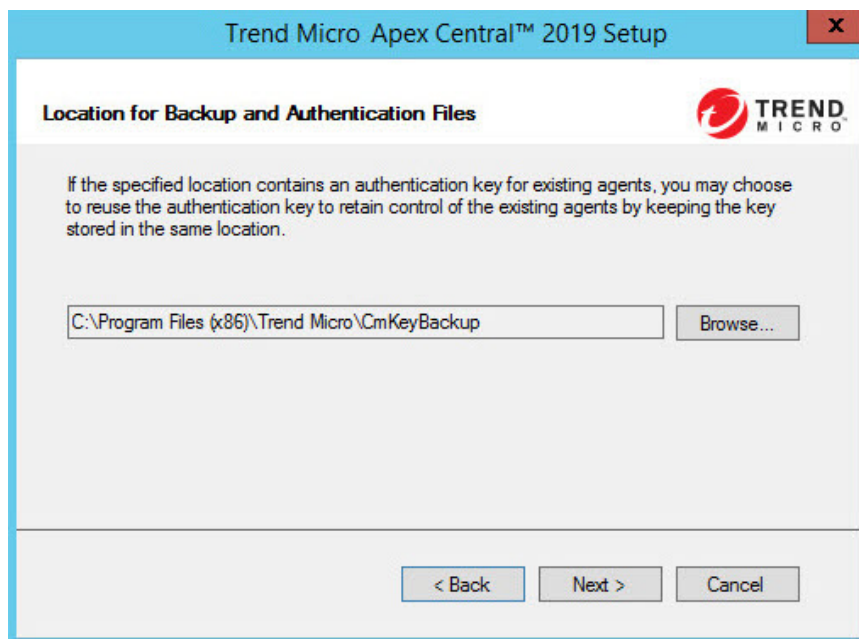 Trend Micro Apex Central™ 2019 Setup
x
Location for Backup and Authentication Files
TREND
MICRO
If the specified location contains an authentication key for existing agents, you may choose
to reuse the authentication key to retain control of the existing agents by keeping the key
stored in the same location.
C:\Program Files (x86)\Trend Micro\CmKeyBackup
Browse...
< Back
Next >
Cancel